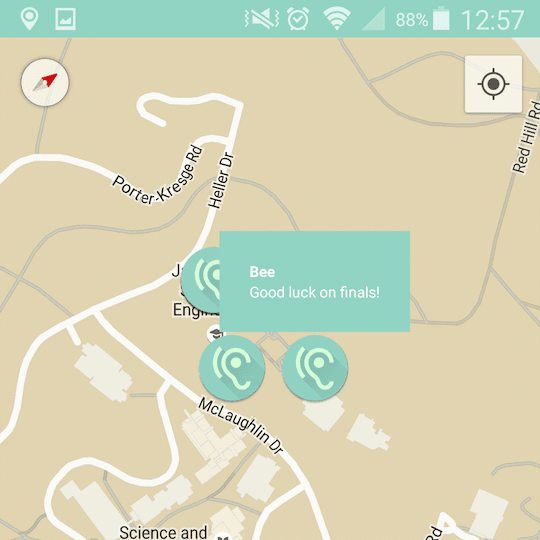 88% 12:57
Red Hill Rd
Porter-Kresge Rd
Heller Dr
Bee
Good luck on finals!
McLaughlin Dr
Science and
Rd